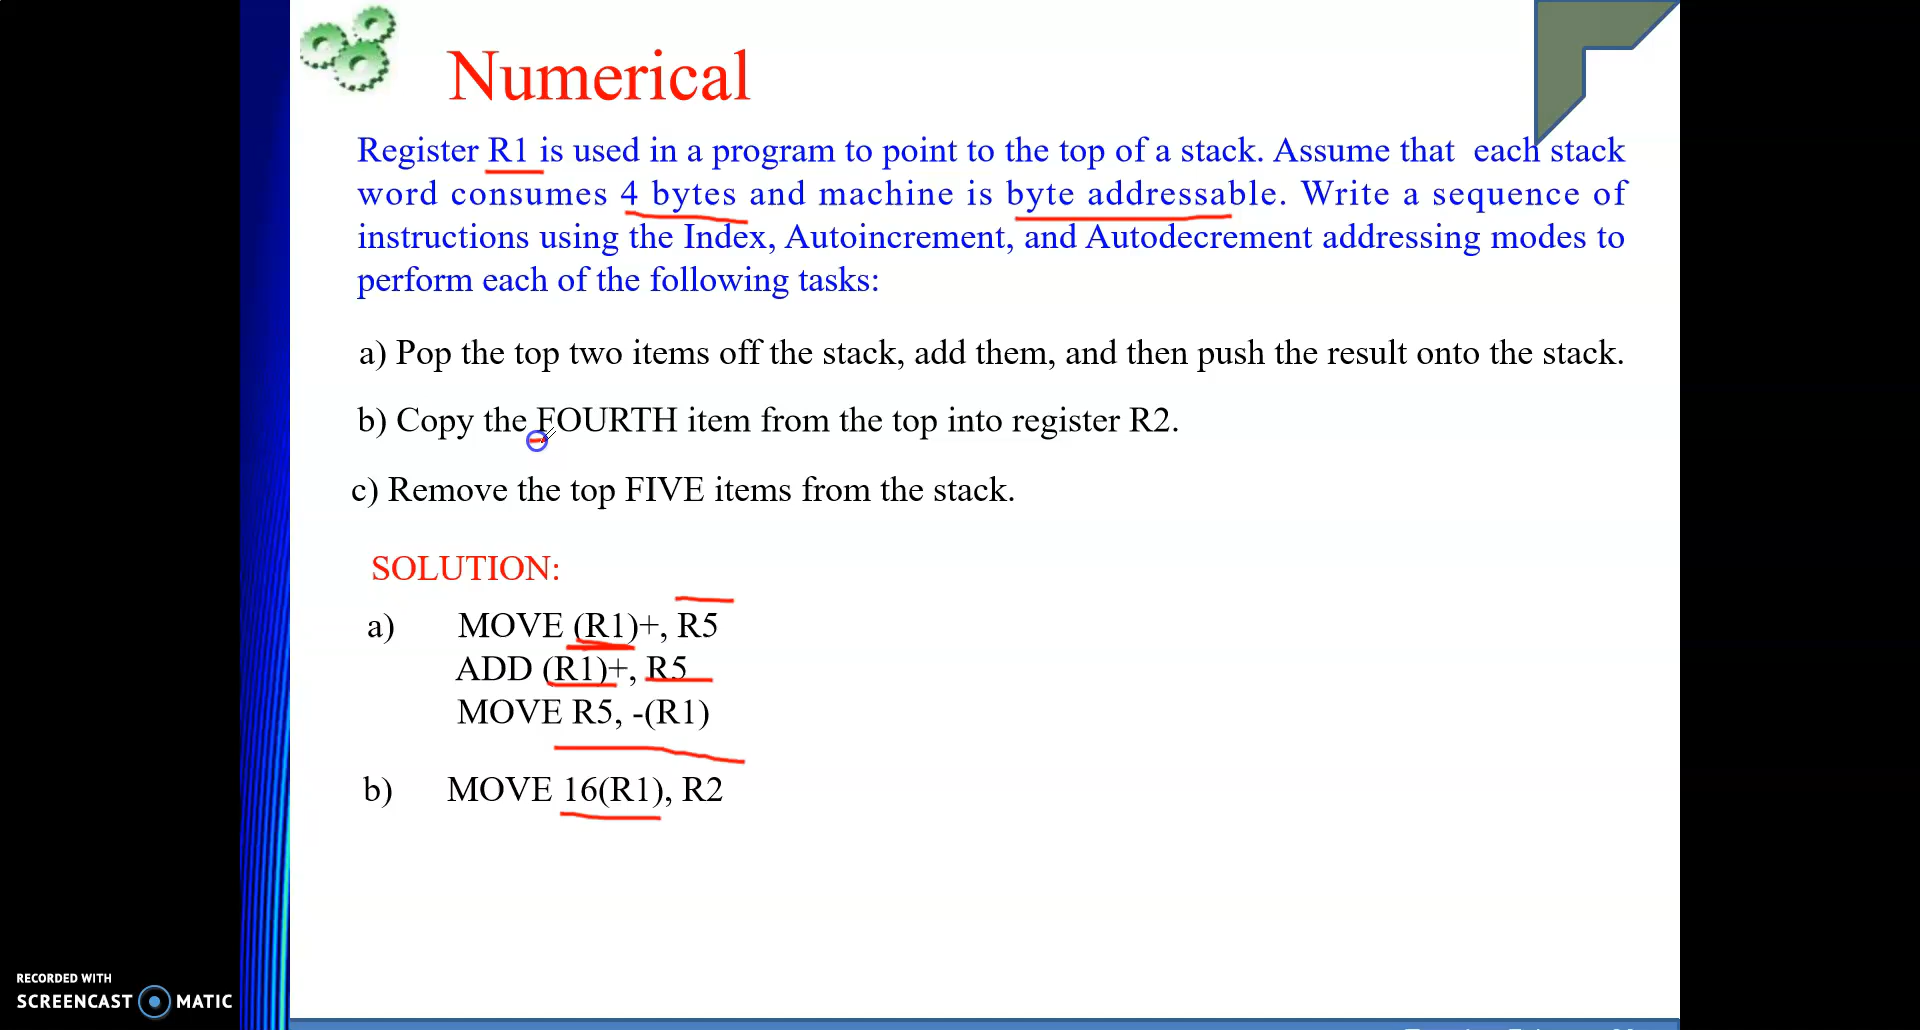 Numerical
Register R1 is used in a program to point to the top of a stack. Assume that each stack
word consumes 4 bytes and machine is byte addressable. Write a sequence of
instructions using the Index, Autoincrement, and Autodecrement addressing modes to
perform each of the following tasks:
a) Pop the top two items off the stack, add them, and then push the result onto the stack.
b) Copy the FOURTH item from the top into register R2.
c) Remove the top FIVE items from the stack.
SOLUTION:
a) MOVE (R1)+, R5
ADD (R1)+, R5
MOVE R5, -(R1)
b) MOVE 16(R1), R2
RECORDED WITH
SCREENCAST MATIC